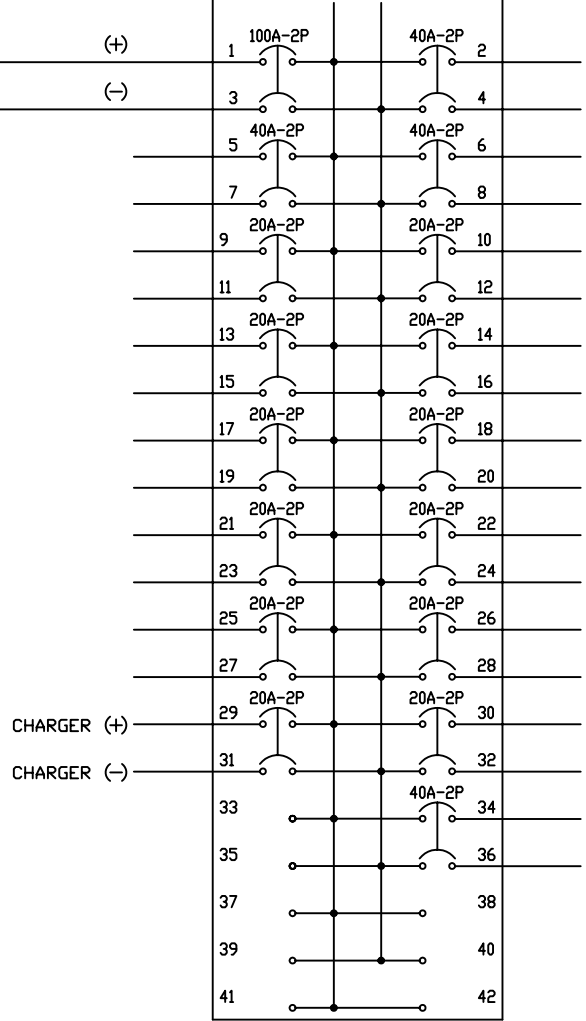 100A-2P 40A-2P
(+) 1 2
(-) 3 4
40A-2P 40A-2P
5 6
7 8
20A-2P 20A-2P
9 10
11 12
20A-2P 20A-2P
13 14
15 16
20A-2P 20A-2P
17 18
19 20
20A-2P 20A-2P
21 22
23 24
20A-2P 20A-2P
25 26
27 28
20A-2P 20A-2P
CHARGER (+) 29 30
CHARGER (-) 31 32
40A-2P
33 34
35 36
37 38
39 40
41 42